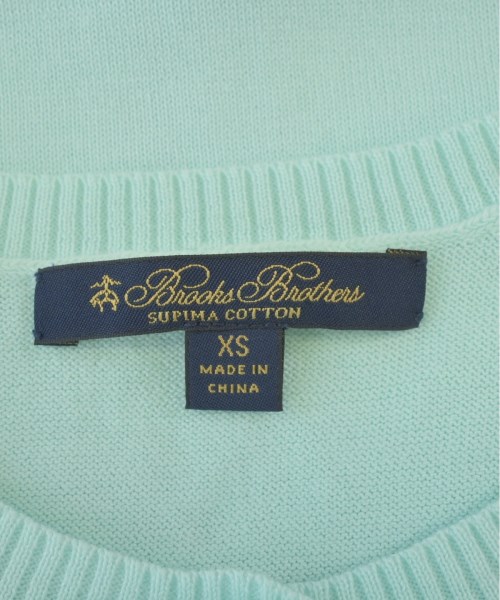 Brooks Brothers
SUPIMA COTTON
XS
MADE IN
CHINA